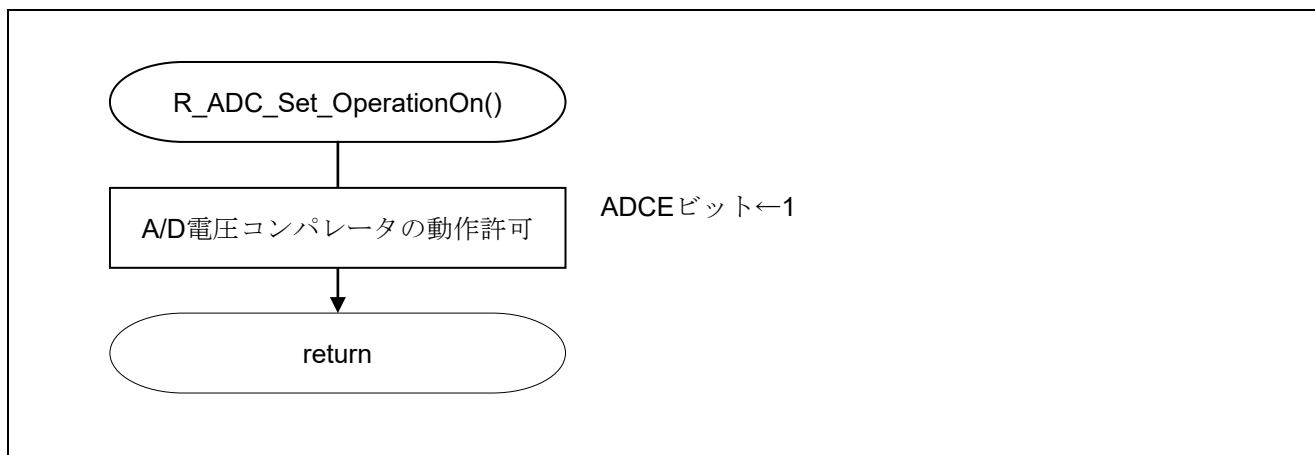 R_ADC_Set_OperationOn()
A/D電圧コンパレータの動作許可
ADCEビット←1
return